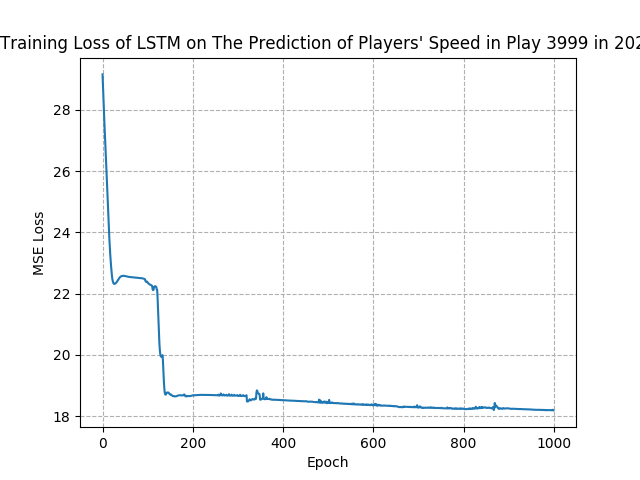 Training Loss of LSTM on The Prediction of Players' Speed in Play 3999 in
28
26
24
22
20
18
MSE Loss
0 200 400 600 800 1000
Epoch